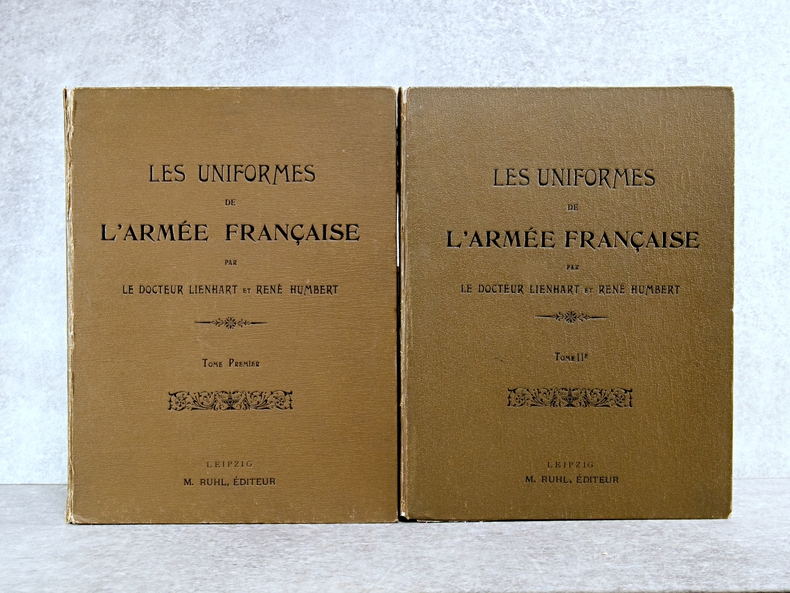 LES UNIFORMES
DE
L'ARMÉE FRANÇAISE
PAR
LE DOCTEUR LIENHART ET RENÉ HUMBERT
TOME PREMIER
LEIPZIG
M. RUHL, ÉDITEUR
LES UNIFORMES
DE
L'ARMÉE FRANÇAISE
PAR
LE DOCTEUR LIENHART ET RENÉ HUMBERT
TOME IIE
LEIPZIG
M. RUHL, ÉDITEUR